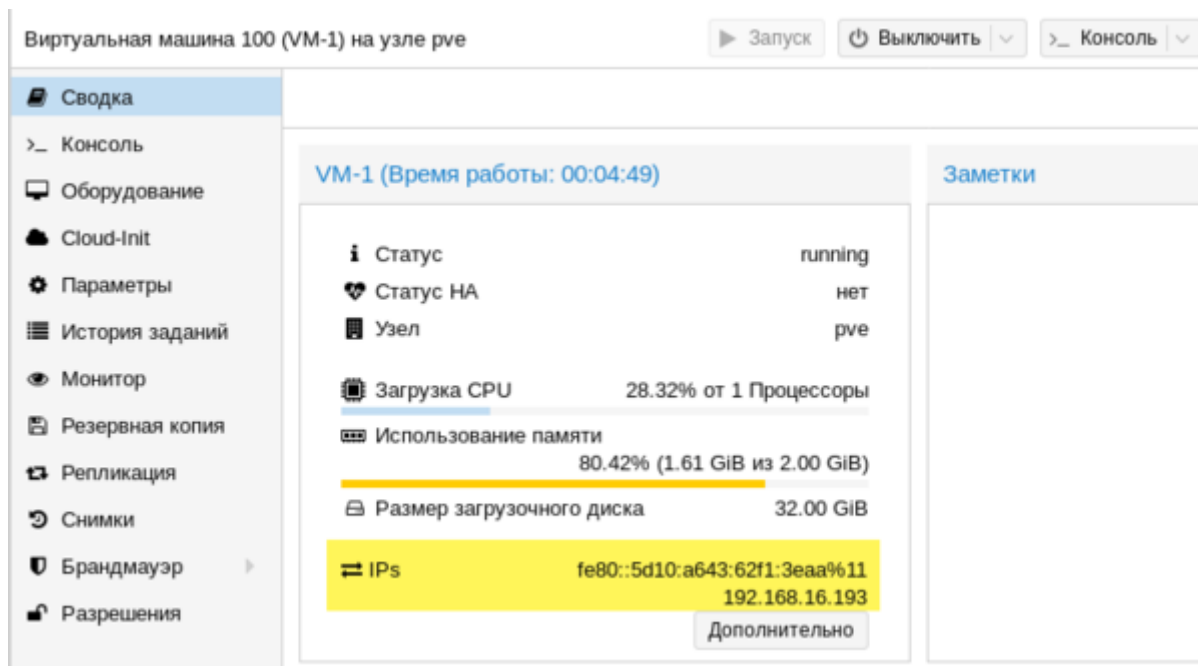 Виртуальная машина 100 (VM-1) на узле pve
Запуск
Выключить
>_ Консоль
Сводка
>_ Консоль
Оборудование
Cloud-Init
Параметры
История заданий
Монитор
Резервная копия
Репликация
Снимки
Брандмауэр
Разрешения
VM-1 (Время работы: 00:04:49)
Статус running
Статус HA нет
Узел pve
Загрузка CPU 28.32% от 1 Процессоры
Использование памяти
80.42% (1.61 GiB из 2.00 GiB)
Размер загрузочного диска 32.00 GiB
IPs fe80::5d10:a643:62f1:3eaa%11
192.168.16.193
Дополнительно
Заметки